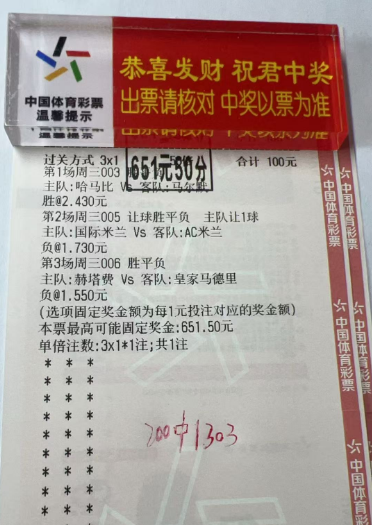 中国体育彩票
温馨提示
恭喜发财 祝君中奖
出票请核对 中奖以票为准
过关方式 3x1
合计 100元
651元50分
第1场周三003
主队:哈马比 Vs 客队:马尔默
胜@2.430元
第2场周三005 让球胜平负 主队让1球
主队:国际米兰 Vs 客队:AC米兰
负@1.730元
第3场周三006 胜平负
主队:赫塔费 Vs 客队:皇家马德里
负@1.550元
(选项固定奖金额为每1元投注对应的奖金额)
本票最高可能固定奖金:651.50元
单倍注数:3x1*1注;共1注
200中1303
中国体育彩票
中国体育彩票
中国体育彩票